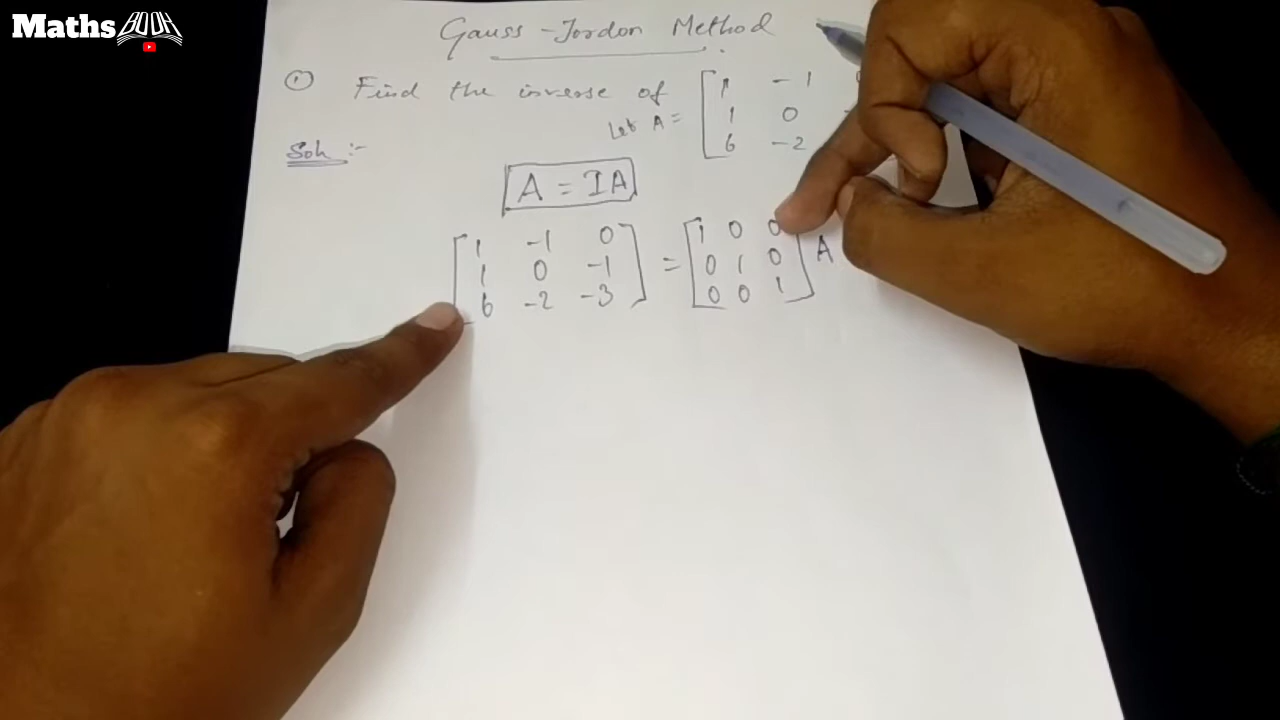 Maths BOOK
Gauss -Jordon Method
① Find the inverse of
Let A = [1 -1
1 0
6 -2
Soln :-
A = IA
[1 -1 0] = [1 0 0] A
1 0 -1 0 1 0
6 -2 -3 0 0 1